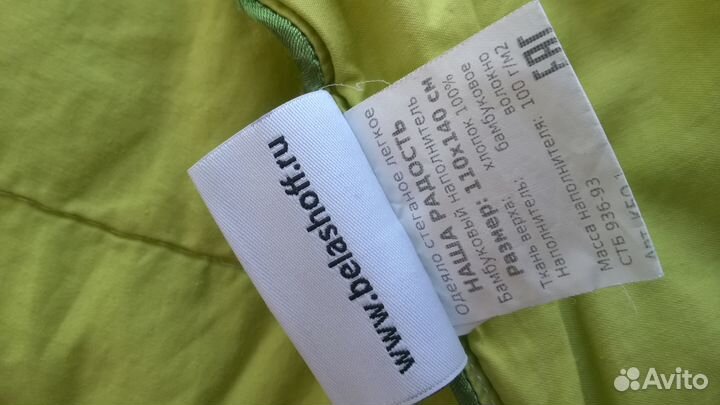 www.belashoff.ru
Одеяло стеганое легкое
Бамбуковый наполнитель
НАША РАДОСТЬ
Размер: 110х140 см
Ткань верха: хлопок 100%
Наполнитель: бамбуковое
волокно
Масса наполнителя: 100 г/м2
СТБ 936-93
EAC
Avito